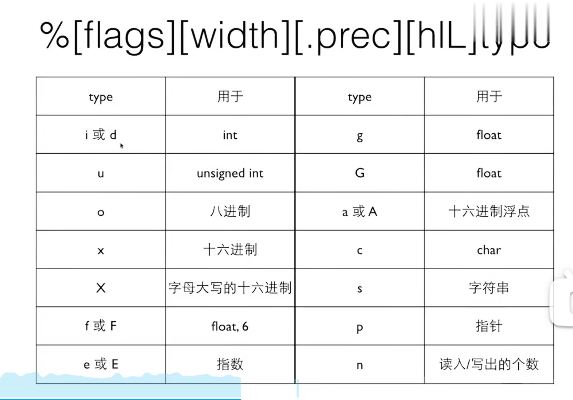 %[flags][width][.prec][hlL]type
type 用于 type 用于
i 或 d int g float
u unsigned int G float
o 八进制 a 或 A 十六进制浮点
x 十六进制 c char
X 字母大写的十六进制 s 字符串
f 或 F float, 6 p 指针
e 或 E 指数 n 读入/写出的个数